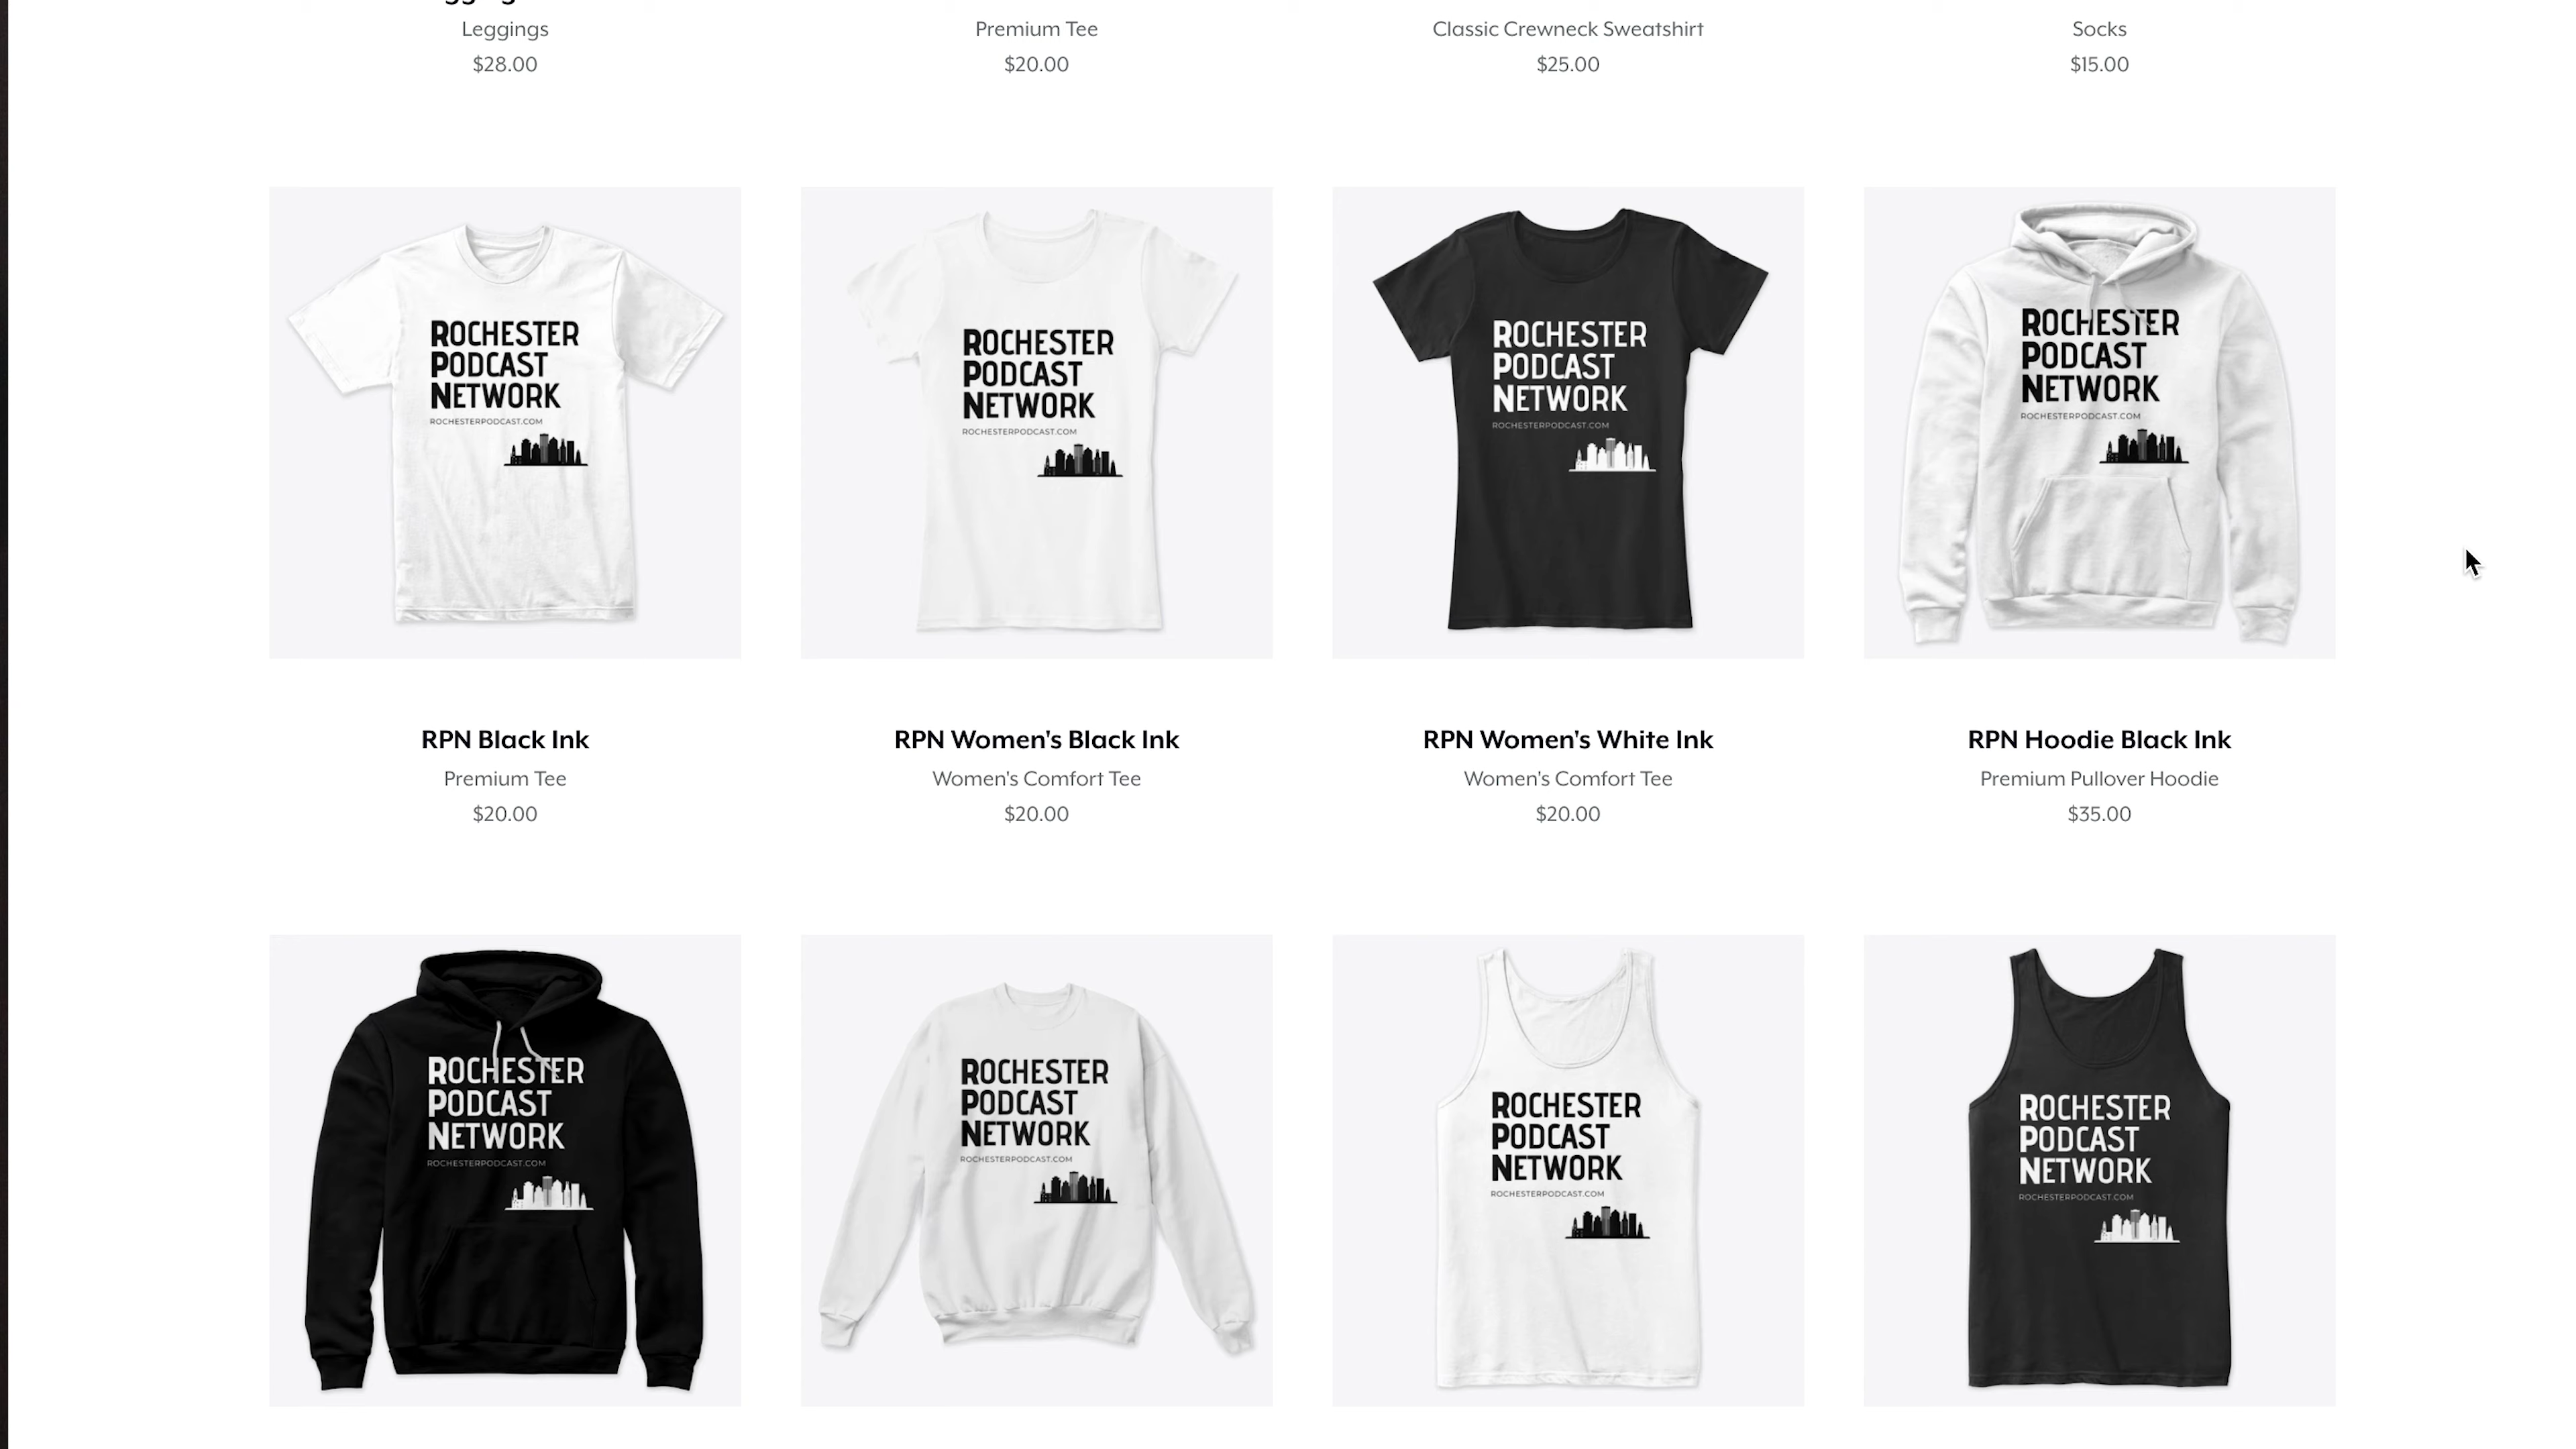 Leggings
$28.00
Premium Tee
$20.00
Classic Crewneck Sweatshirt
$25.00
Socks
$15.00
ROCHESTER
PODCAST
NETWORK
ROCHESTERPODCAST.COM
RPN Black Ink
Premium Tee
$20.00
ROCHESTER
PODCAST
NETWORK
ROCHESTERPODCAST.COM
RPN Women's Black Ink
Women's Comfort Tee
$20.00
ROCHESTER
PODCAST
NETWORK
ROCHESTERPODCAST.COM
RPN Women's White Ink
Women's Comfort Tee
$20.00
ROCHESTER
PODCAST
NETWORK
ROCHESTERPODCAST.COM
RPN Hoodie Black Ink
Premium Pullover Hoodie
$35.00
ROCHESTER
PODCAST
NETWORK
ROCHESTERPODCAST.COM
ROCHESTER
PODCAST
NETWORK
ROCHESTERPODCAST.COM
ROCHESTER
PODCAST
NETWORK
ROCHESTERPODCAST.COM
ROCHESTER
PODCAST
NETWORK
ROCHESTERPODCAST.COM